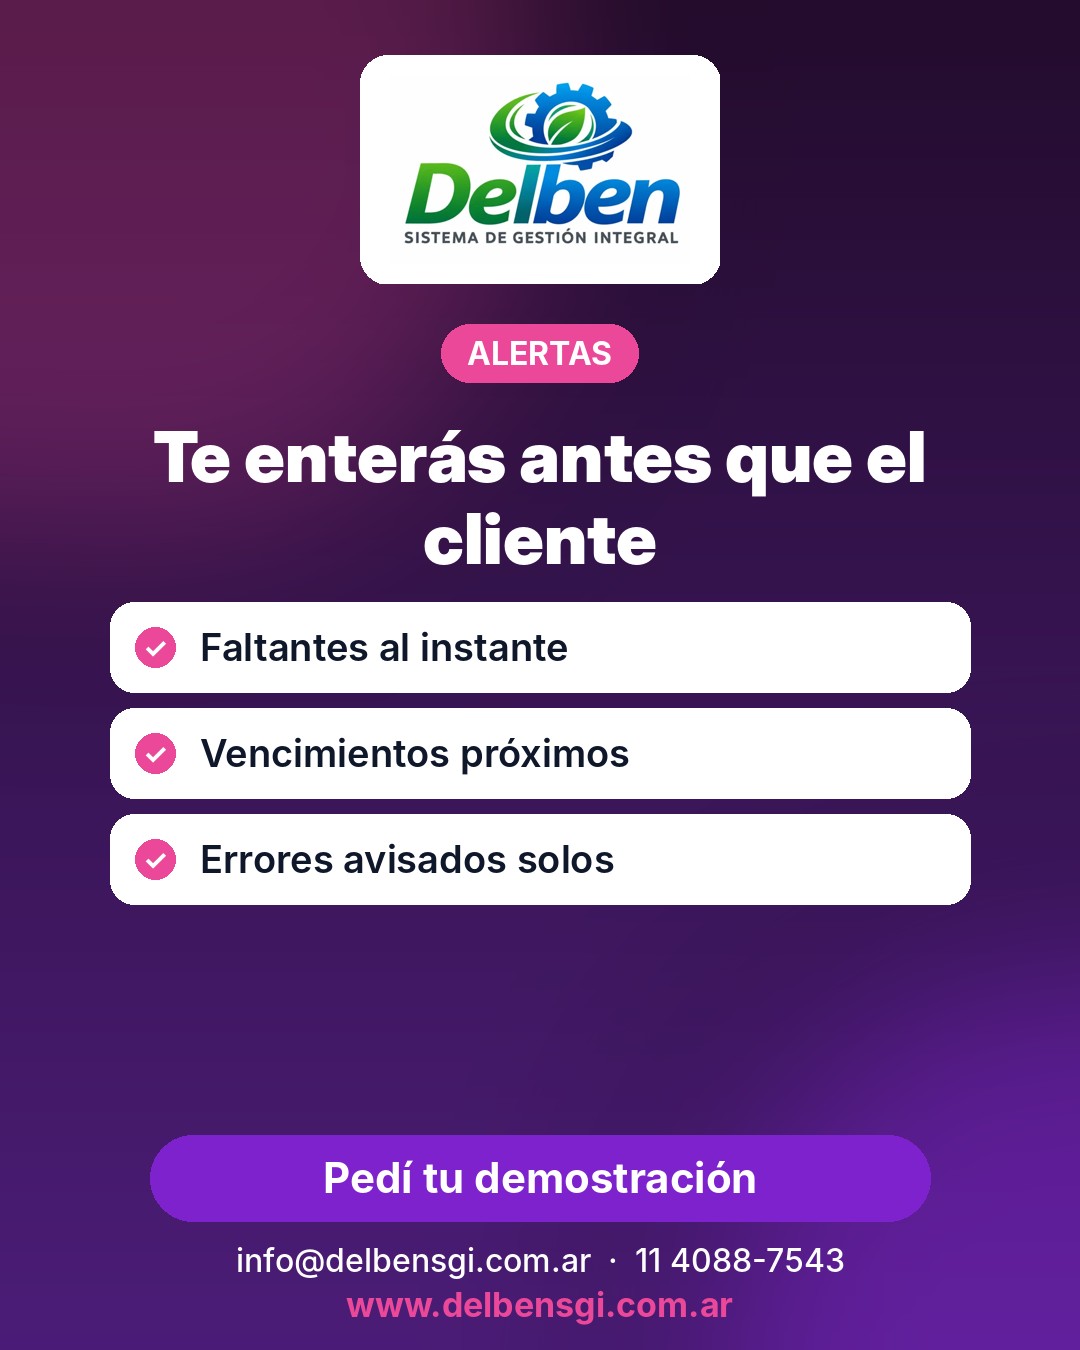 Delben
SISTEMA DE GESTIÓN INTEGRAL
ALERTAS
Te enterás antes que el
cliente
Faltantes al instante
Vencimientos próximos
Errores avisados solos
Pedí tu demostración
info@delbensgi.com.ar · 11 4088-7543
www.delbensgi.com.ar